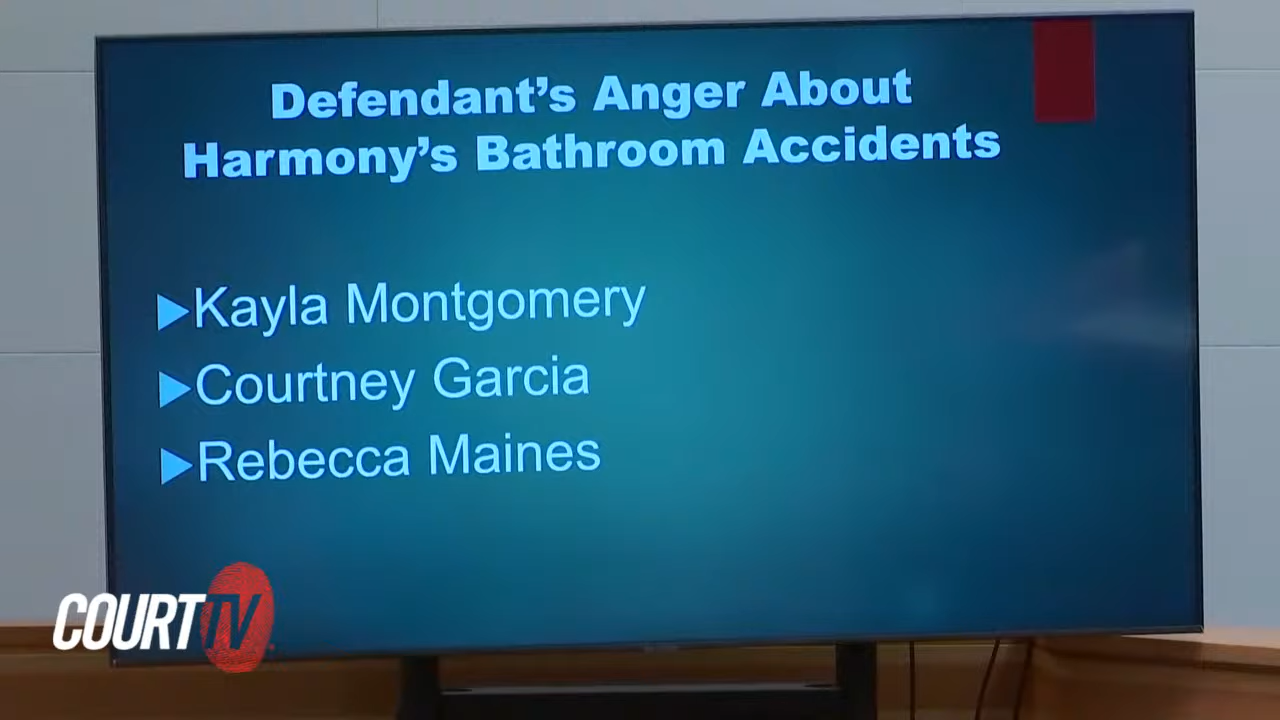 Defendant's Anger About
Harmony's Bathroom Accidents
Kayla Montgomery
Courtney Garcia
Rebecca Maines
COURT TV